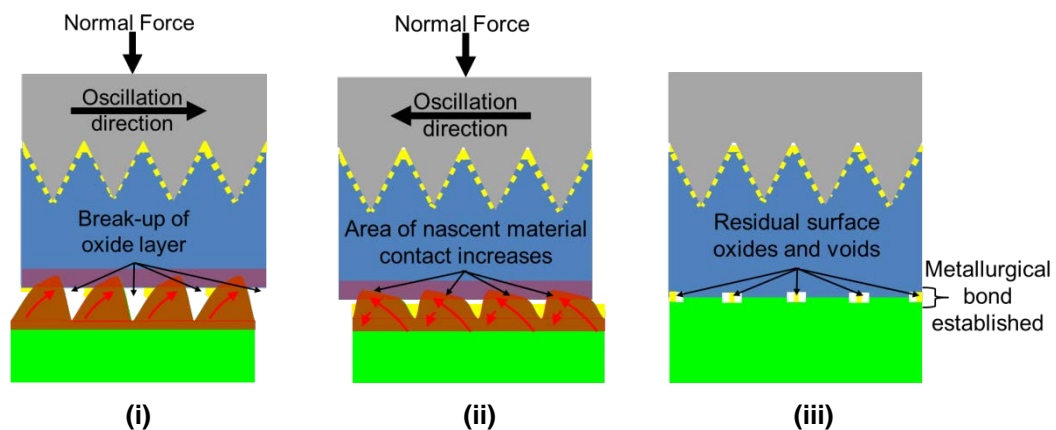 Normal Force
Oscillation
direction
Break-up of
oxide layer
(i)
Normal Force
Oscillation
direction
Area of nascent material
contact increases
(ii)
Residual surface
oxides and voids
Metallurgical
bond
established
(iii)